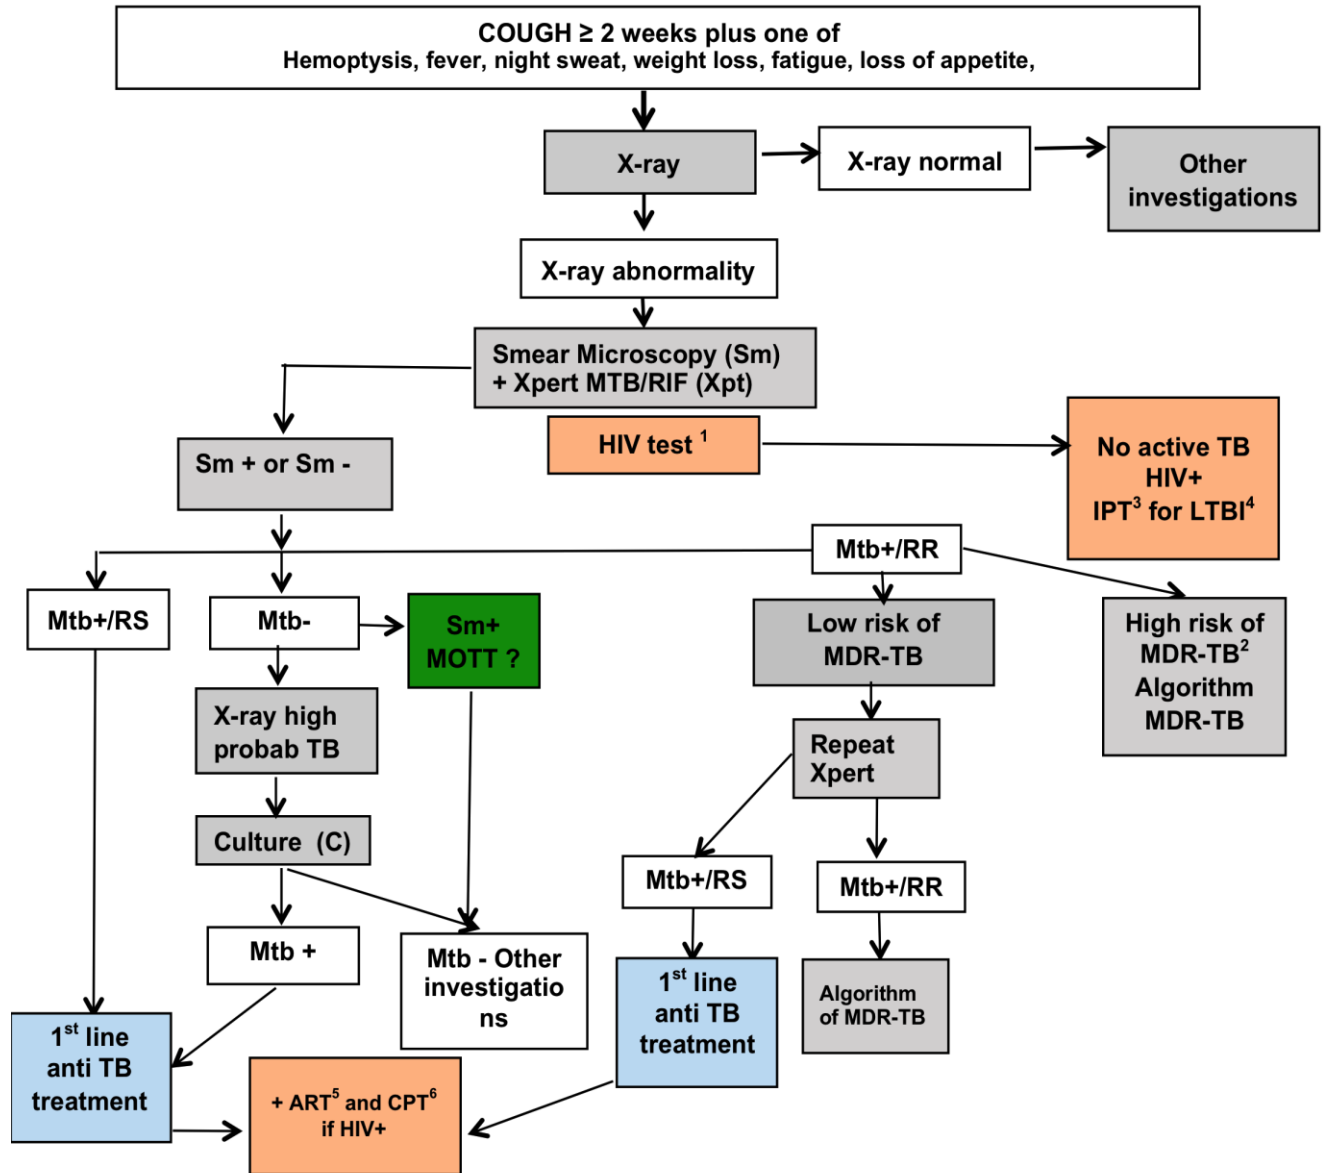 COUGH ≥ 2 weeks plus one of
Hemoptysis, fever, night sweat, weight loss, fatigue, loss of appetite,
X-ray
X-ray normal
Other
investigations
X-ray abnormality
Smear Microscopy (Sm)
+ Xpert MTB/RIF (Xpt)
HIV test 1
No active TB
HIV+
IPT3 for LTBI4
Sm + or Sm -
Mtb+/RR
Mtb+/RS
Mtb-
Sm+
MOTT ?
Low risk of
MDR-TB
High risk of
MDR-TB2
Algorithm
MDR-TB
X-ray high
probab TB
Repeat
Xpert
Culture (C)
Mtb+/RS
Mtb+/RR
Mtb +
Mtb - Other
investigatio
ns
1st line
anti TB
treatment
Algorithm
of MDR-TB
1st line
anti TB
treatment
+ ART5 and CPT6
if HIV+